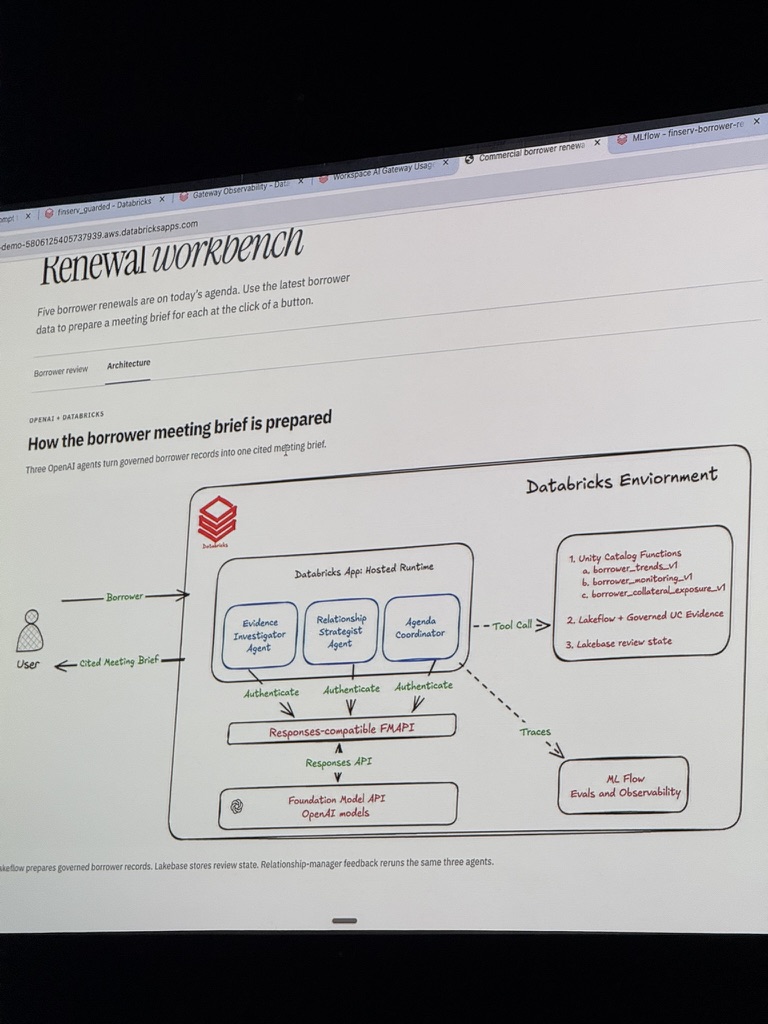 finserv_guarded – Databricks
Gateway Observability – Dat
Workspace AI Gateway Usag
Commercial borrower renewa
MLflow – finserv-borrower-re
-demo-5806125405737939.aws.databricksapps.com
Renewal workbench
Five borrower renewals are on today's agenda. Use the latest borrower
data to prepare a meeting brief for each at the click of a button.
Borrower review
Architecture
OPENAI + DATABRICKS
How the borrower meeting brief is prepared
Three OpenAI agents turn governed borrower records into one cited meeting brief.
Databricks Enviornment
Databricks
Databricks App: Hosted Runtime
Evidence
Investigator
Agent
Relationship
Strategist
Agent
Agenda
Coordinator
Borrower
User
Cited Meeting Brief
Tool Call
1. Unity Catalog Functions
a. borrower_trends_v1
b. borrower_monitoring_v1
c. borrower_collateral_exposure_v1
2. Lakeflow + Governed UC Evidence
3. Lakebase review state
Authenticate
Authenticate
Authenticate
Responses-compatible FMAPI
Responses API
Foundation Model API
OpenAI models
Traces
ML Flow
Evals and Observability
akeflow prepares governed borrower records. Lakebase stores review state. Relationship-manager feedback reruns the same three agents.